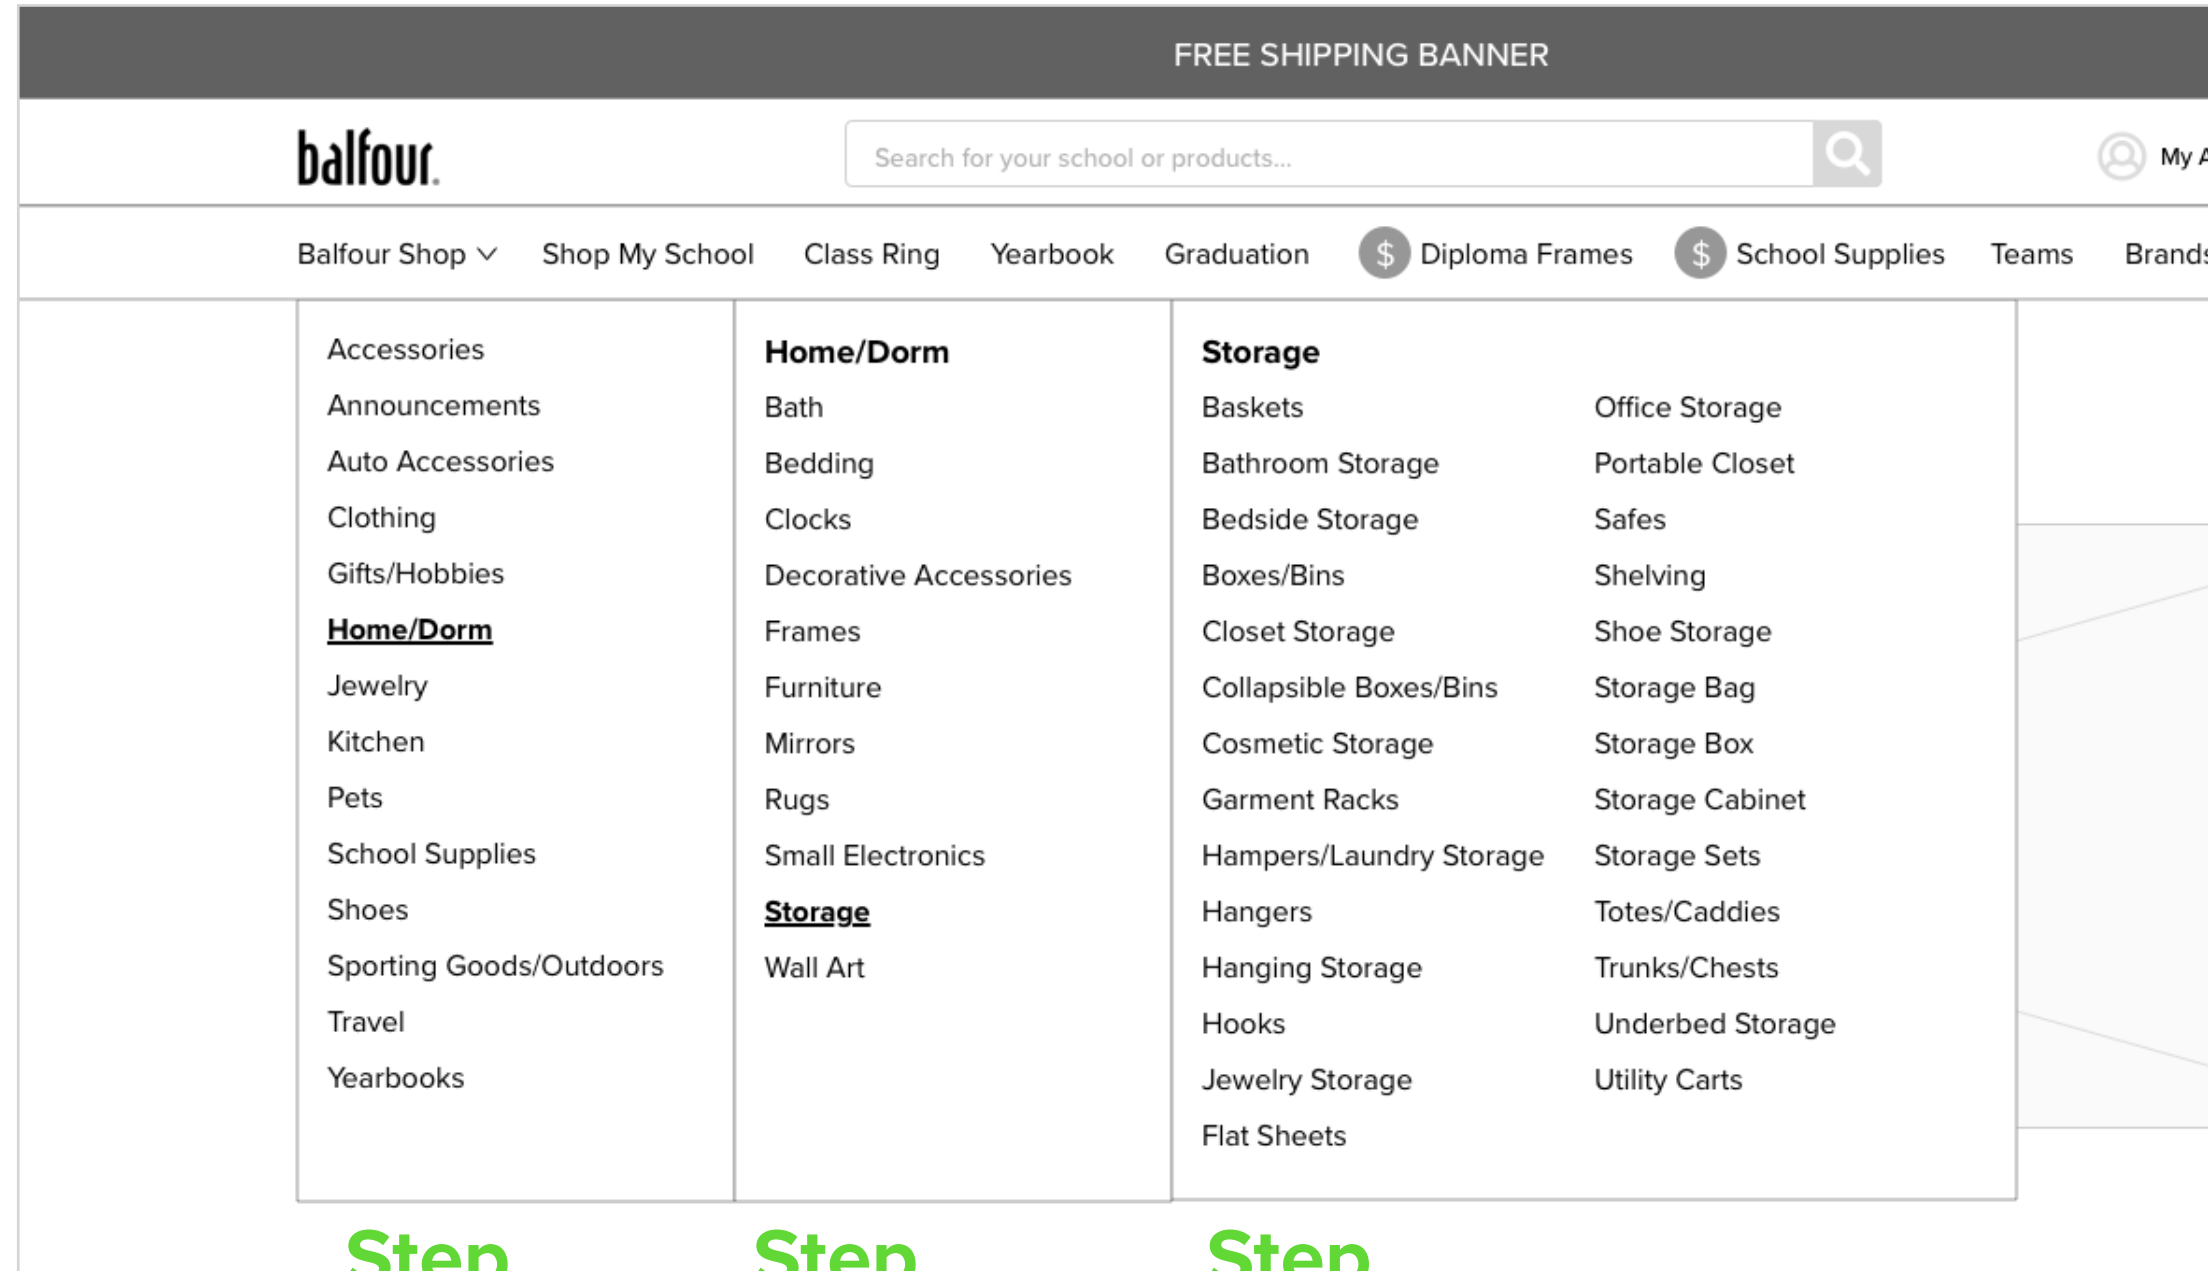 FREE SHIPPING BANNER
balfour.
Search for your school or products...
My A
Balfour Shop
Shop My School
Class Ring
Yearbook
Graduation
$ Diploma Frames
$ School Supplies
Teams
Brands
Accessories
Announcements
Auto Accessories
Clothing
Gifts/Hobbies
Home/Dorm
Jewelry
Kitchen
Pets
School Supplies
Shoes
Sporting Goods/Outdoors
Travel
Yearbooks
Home/Dorm
Bath
Bedding
Clocks
Decorative Accessories
Frames
Furniture
Mirrors
Rugs
Small Electronics
Storage
Wall Art
Storage
Baskets
Bathroom Storage
Bedside Storage
Boxes/Bins
Closet Storage
Collapsible Boxes/Bins
Cosmetic Storage
Garment Racks
Hampers/Laundry Storage
Hangers
Hanging Storage
Hooks
Jewelry Storage
Flat Sheets
Office Storage
Portable Closet
Safes
Shelving
Shoe Storage
Storage Bag
Storage Box
Storage Cabinet
Storage Sets
Totes/Caddies
Trunks/Chests
Underbed Storage
Utility Carts
Step
Step
Step